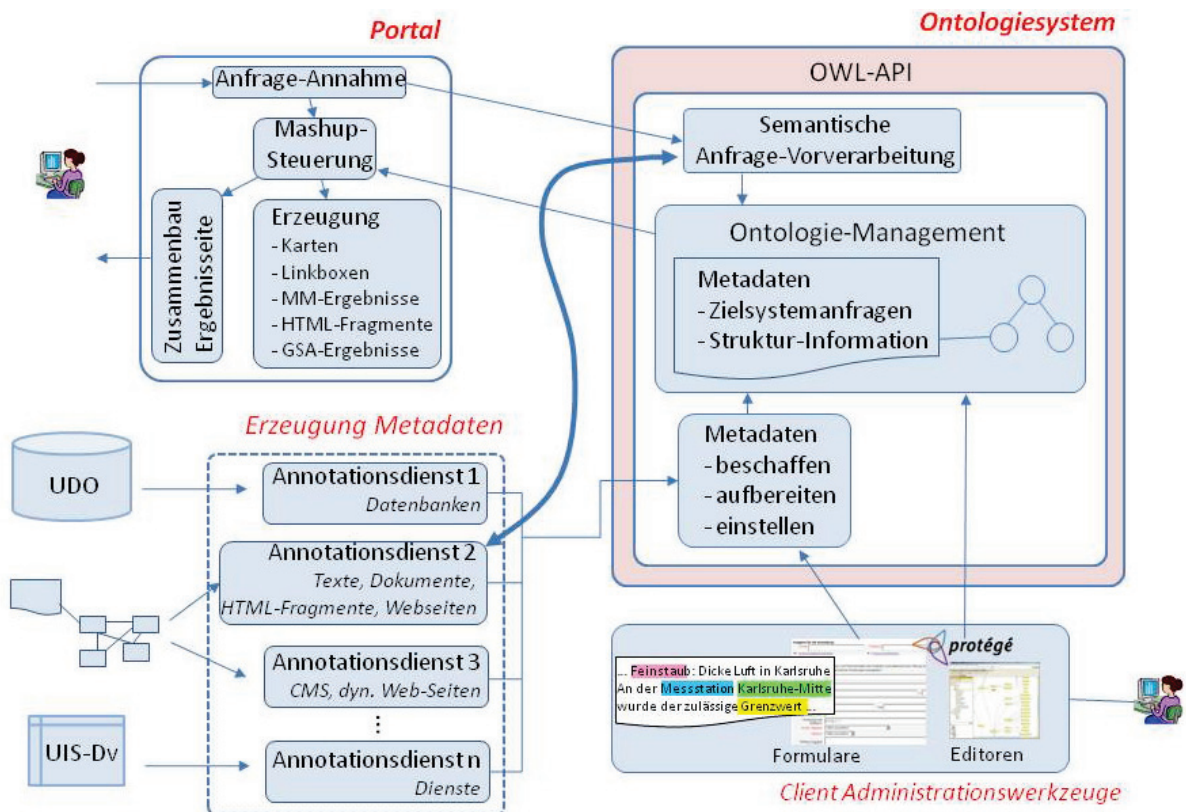 Portal
Anfrage-Annahme
Mashup-
Steuerung
Zusammenbau
Ergebnisseite
Erzeugung
- Karten
- Linkboxen
- MM-Ergebnisse
- HTML-Fragmente
- GSA-Ergebnisse
Ontologiesystem
OWL-API
Semantische
Anfrage-Vorverarbeitung
Ontologie-Management
Metadaten
- Zielsystemanfragen
- Struktur-Information
Metadaten
- beschaffen
- aufbereiten
- einstellen
Erzeugung Metadaten
UDO
Annotationsdienst 1
Datenbanken
Annotationsdienst 2
Texte, Dokumente,
HTML-Fragmente, Webseiten
Annotationsdienst 3
CMS, dyn. Web-Seiten
⋮
UIS-Dv
Annotationsdienst n
Dienste
protégé
... Feinstaub: Dicke Luft in Karlsruhe
An der Messstation Karlsruhe-Mitte
wurde der zulässige Grenzwert ...
Formulare
Editoren
Client Administrationswerkzeuge